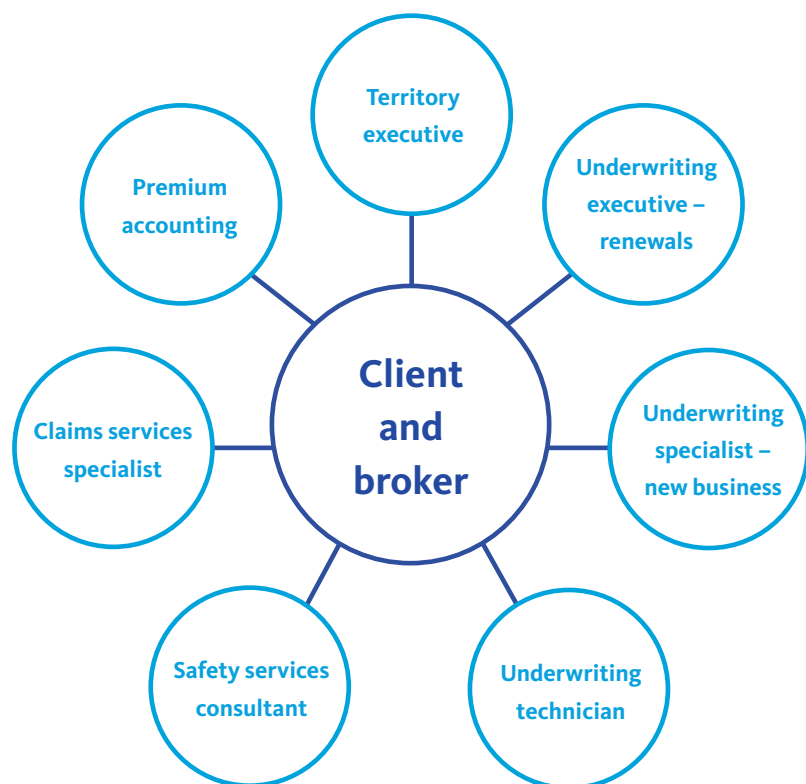 Territory
executive
Underwriting
executive –
renewals
Underwriting
specialist –
new business
Underwriting
technician
Safety services
consultant
Claims services
specialist
Premium
accounting
Client
and
broker